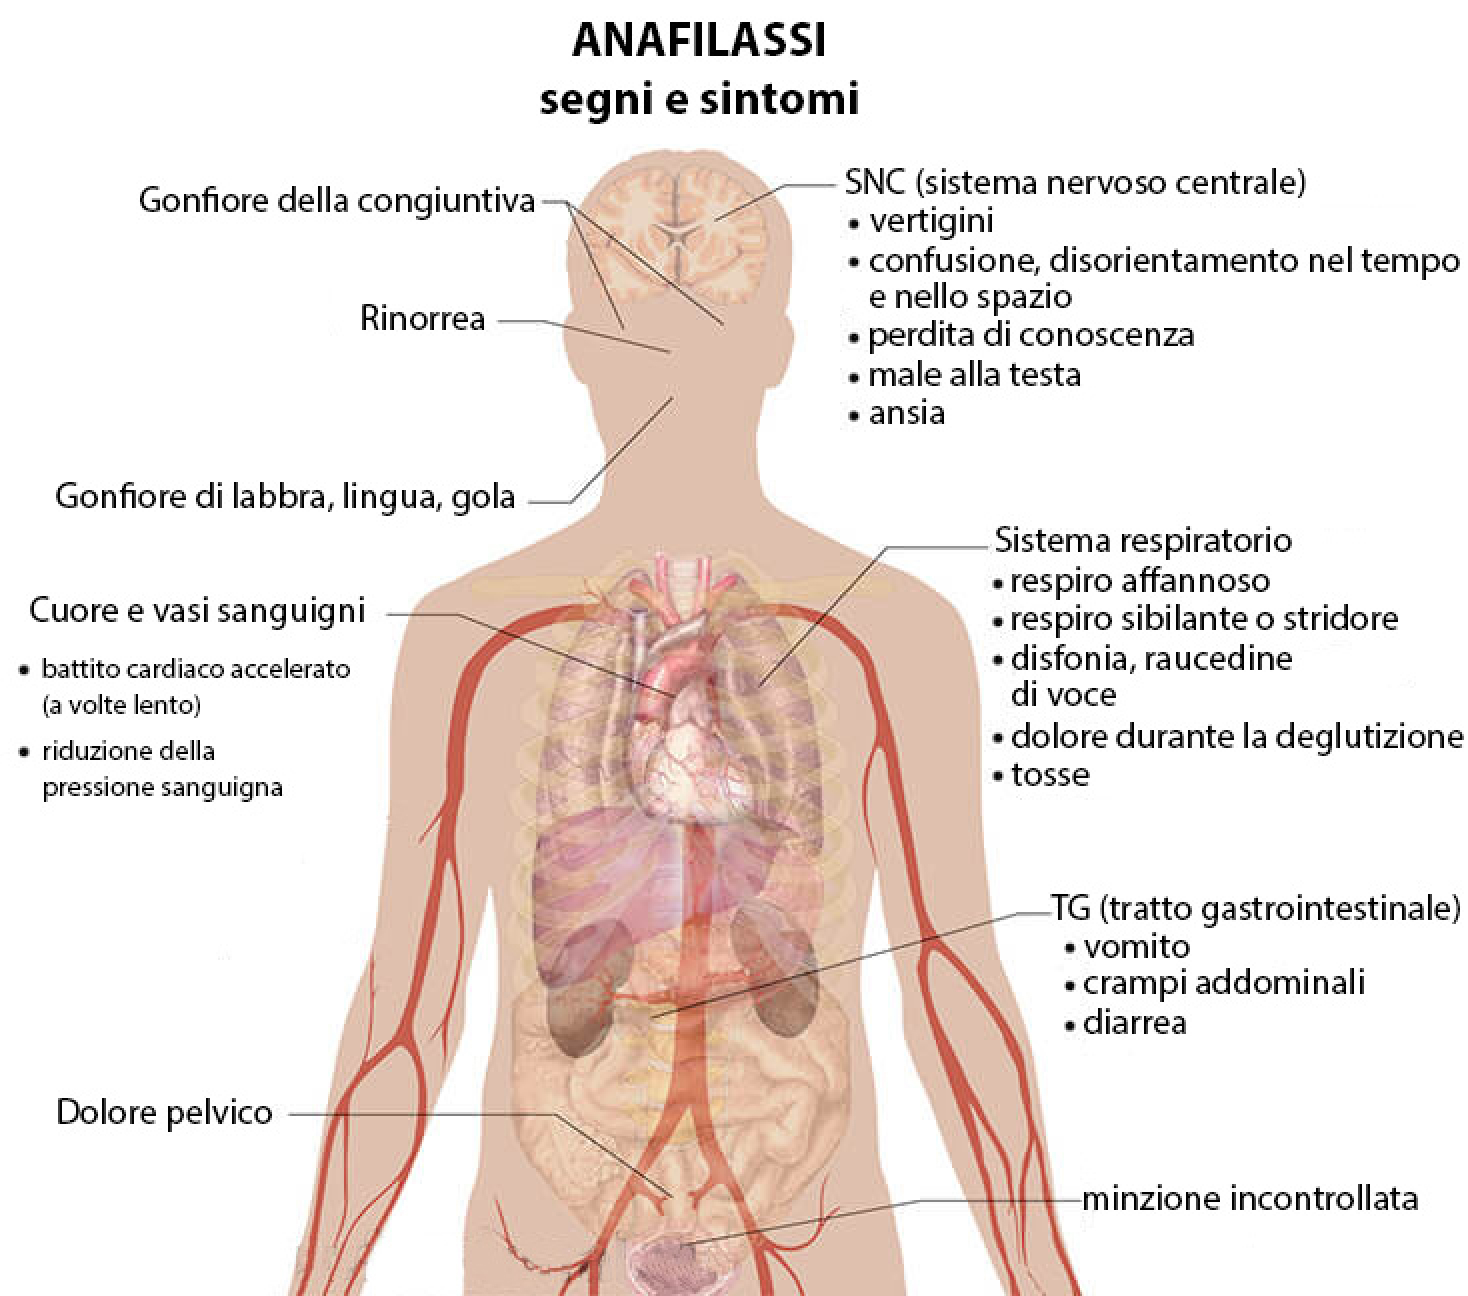 ANAFILASSI
segni e sintomi
Gonfiore della congiuntiva
Rinorrea
Gonfiore di labbra, lingua, gola
Cuore e vasi sanguigni
• battito cardiaco accelerato
(a volte lento)
• riduzione della
pressione sanguigna
Dolore pelvico
SNC (sistema nervoso centrale)
• vertigini
• confusione, disorientamento nel tempo
e nello spazio
• perdita di conoscenza
• male alla testa
• ansia
Sistema respiratorio
• respiro affannoso
• respiro sibilante o stridore
• disfonia, raucedine
di voce
• dolore durante la deglutizione
• tosse
TG (tratto gastrointestinale)
• vomito
• crampi addominali
• diarrea
minzione incontrollata